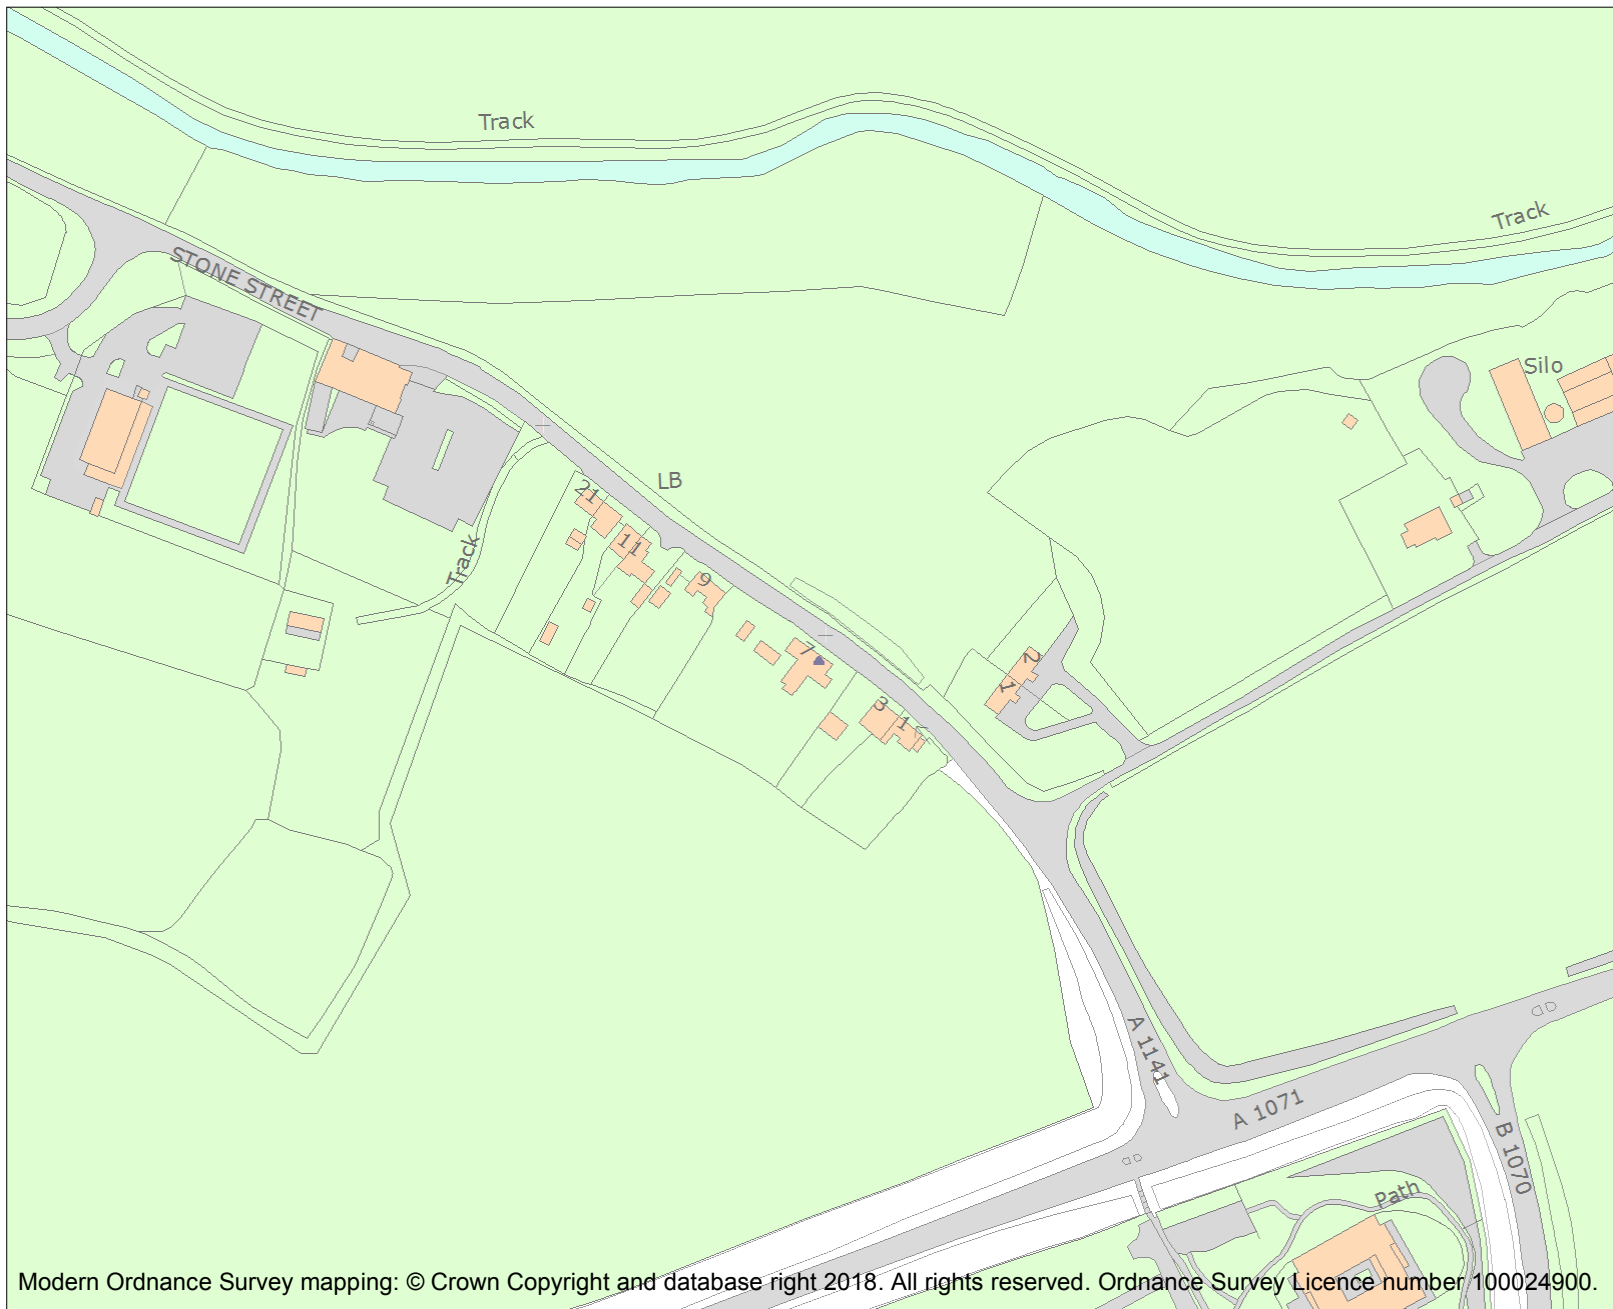 Track
Track
STONE STREET
Silo
LB
21
11
Track
9
7
2
1
3
1
A 1141
A 1071
B 1070
Path
Modern Ordnance Survey mapping: © Crown Copyright and database right 2018. All rights reserved. Ordnance Survey Licence number 100024900.